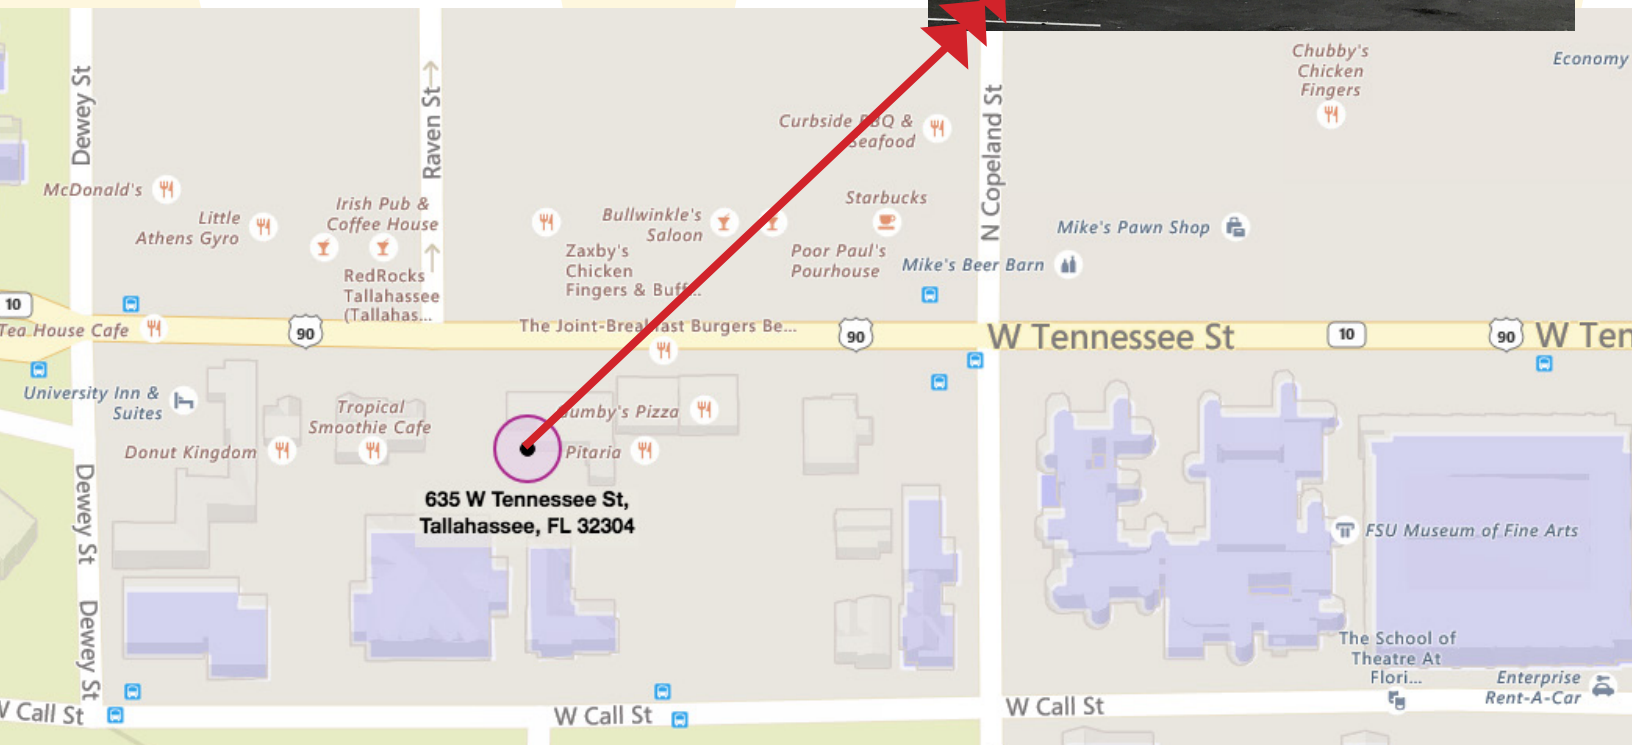 Chubby's
Chicken
Fingers
Economy
Dewey St
Raven St
N Copeland St
Curbside BBQ &
Seafood
McDonald's
Little
Athens Gyro
Irish Pub &
Coffee House
RedRocks
Tallahassee
(Tallahas...
Bullwinkle's
Saloon
Zaxby's
Chicken
Fingers & Buff...
Starbucks
Poor Paul's
Pourhouse
Mike's Pawn Shop
Mike's Beer Barn
10
Tea House Cafe
90
The Joint-Breakfast Burgers Be...
90
W Tennessee St
10
90
W Ten
University Inn &
Suites
Tropical
Smoothie Cafe
Donut Kingdom
Gumby's Pizza
Pitaria
635 W Tennessee St,
Tallahassee, FL 32304
Dewey St
Dewey St
FSU Museum of Fine Arts
The School of
Theatre At
Flori...
Enterprise
Rent-A-Car
W Call St
W Call St
W Call St